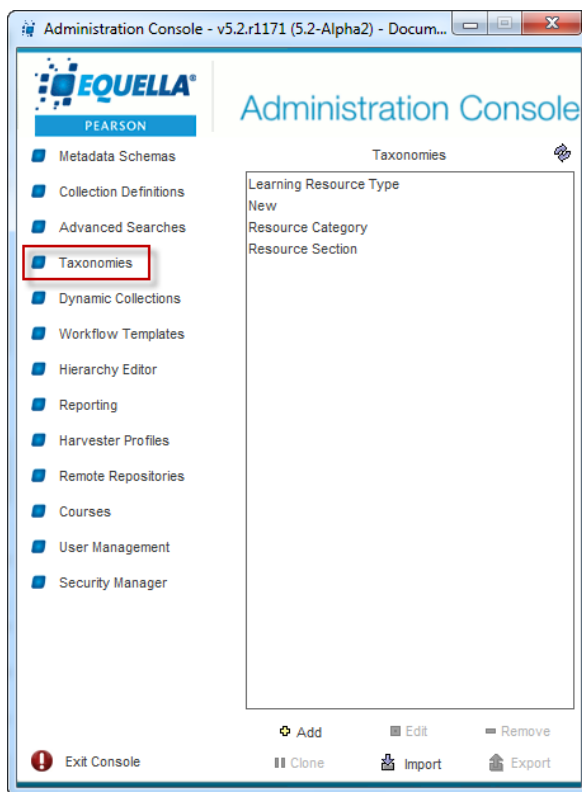 Administration Console - v5.2.r1171 (5.2-Alpha2) - Docum...
EQUELLA®
PEARSON
Administration Console
Metadata Schemas
Collection Definitions
Advanced Searches
Taxonomies
Dynamic Collections
Workflow Templates
Hierarchy Editor
Reporting
Harvester Profiles
Remote Repositories
Courses
User Management
Security Manager
Exit Console
Taxonomies
Learning Resource Type
New
Resource Category
Resource Section
Add
Edit
Remove
Clone
Import
Export